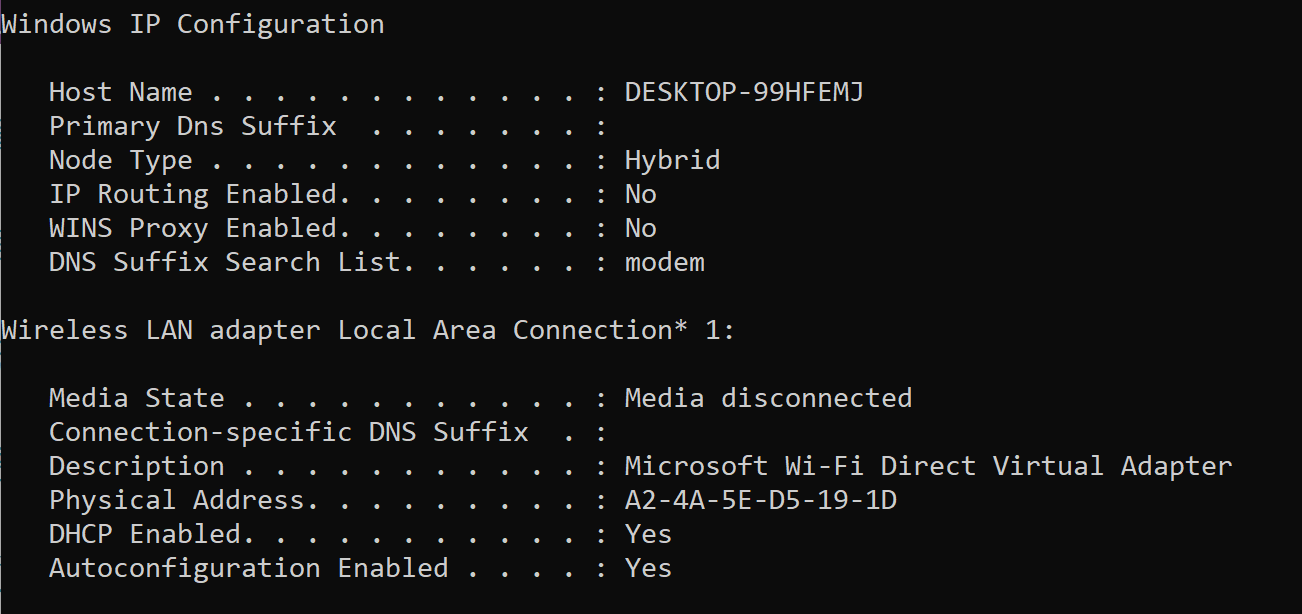 Windows IP Configuration
Host Name . . . . . . . . . . . . : DESKTOP-99HFEMJ
Primary Dns Suffix  . . . . . . . :
Node Type . . . . . . . . . . . . : Hybrid
IP Routing Enabled. . . . . . . . : No
WINS Proxy Enabled. . . . . . . . : No
DNS Suffix Search List. . . . . . : modem
Wireless LAN adapter Local Area Connection* 1:
Media State . . . . . . . . . . . : Media disconnected
Connection-specific DNS Suffix  . :
Description . . . . . . . . . . . : Microsoft Wi-Fi Direct Virtual Adapter
Physical Address. . . . . . . . . : A2-4A-5E-D5-19-1D
DHCP Enabled. . . . . . . . . . . : Yes
Autoconfiguration Enabled . . . . : Yes